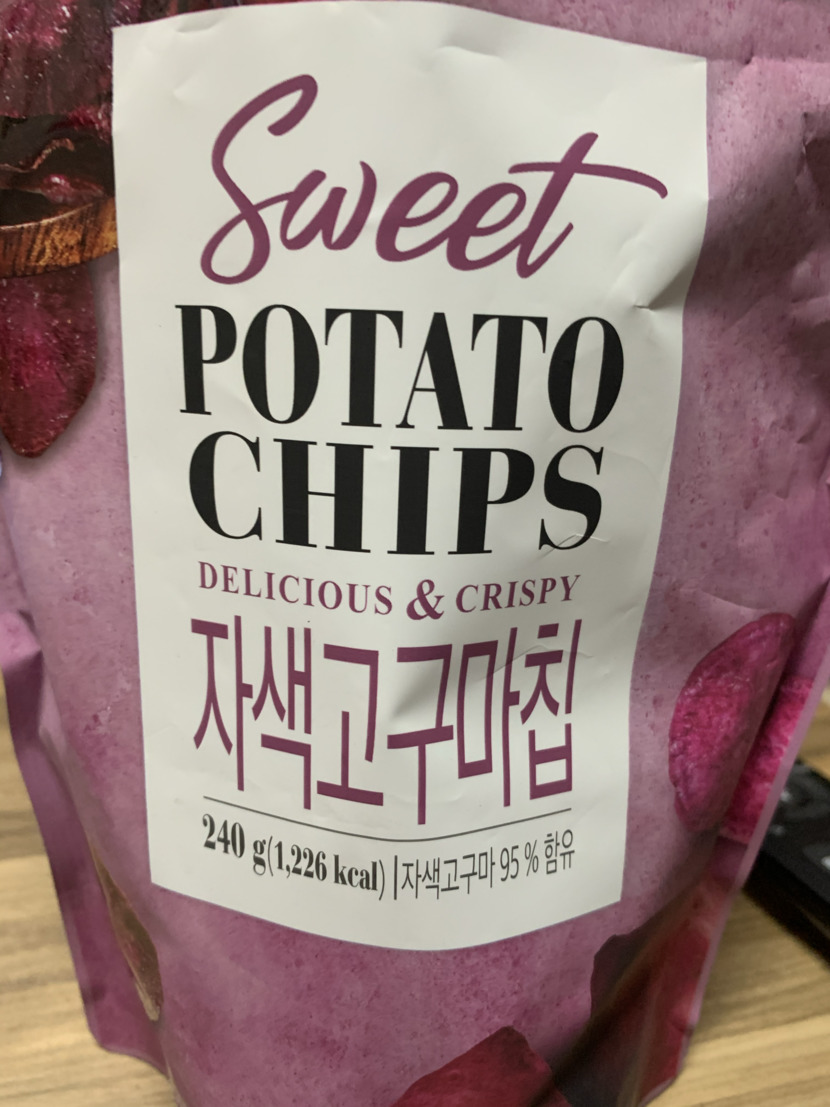 Sweet
POTATO
CHIPS
DELICIOUS & CRISPY
자색고구마칩
240 g(1,226 kcal) | 자색고구마 95 % 함유